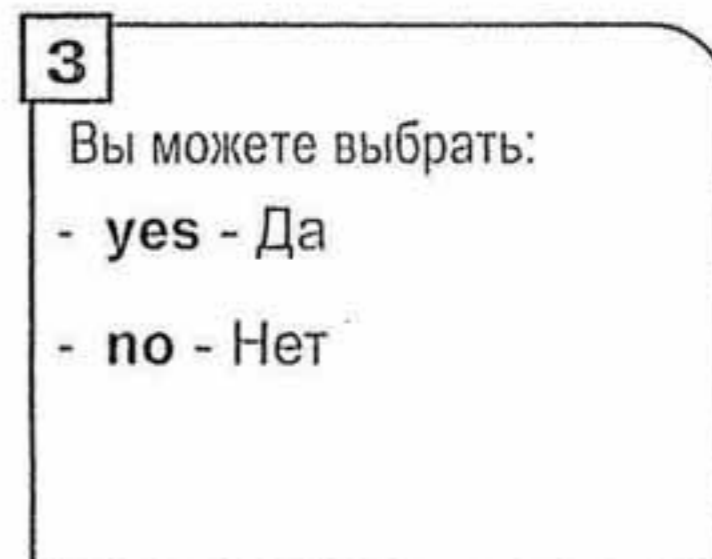 3
Вы можете выбрать:
- yes - Да
- no - Нет